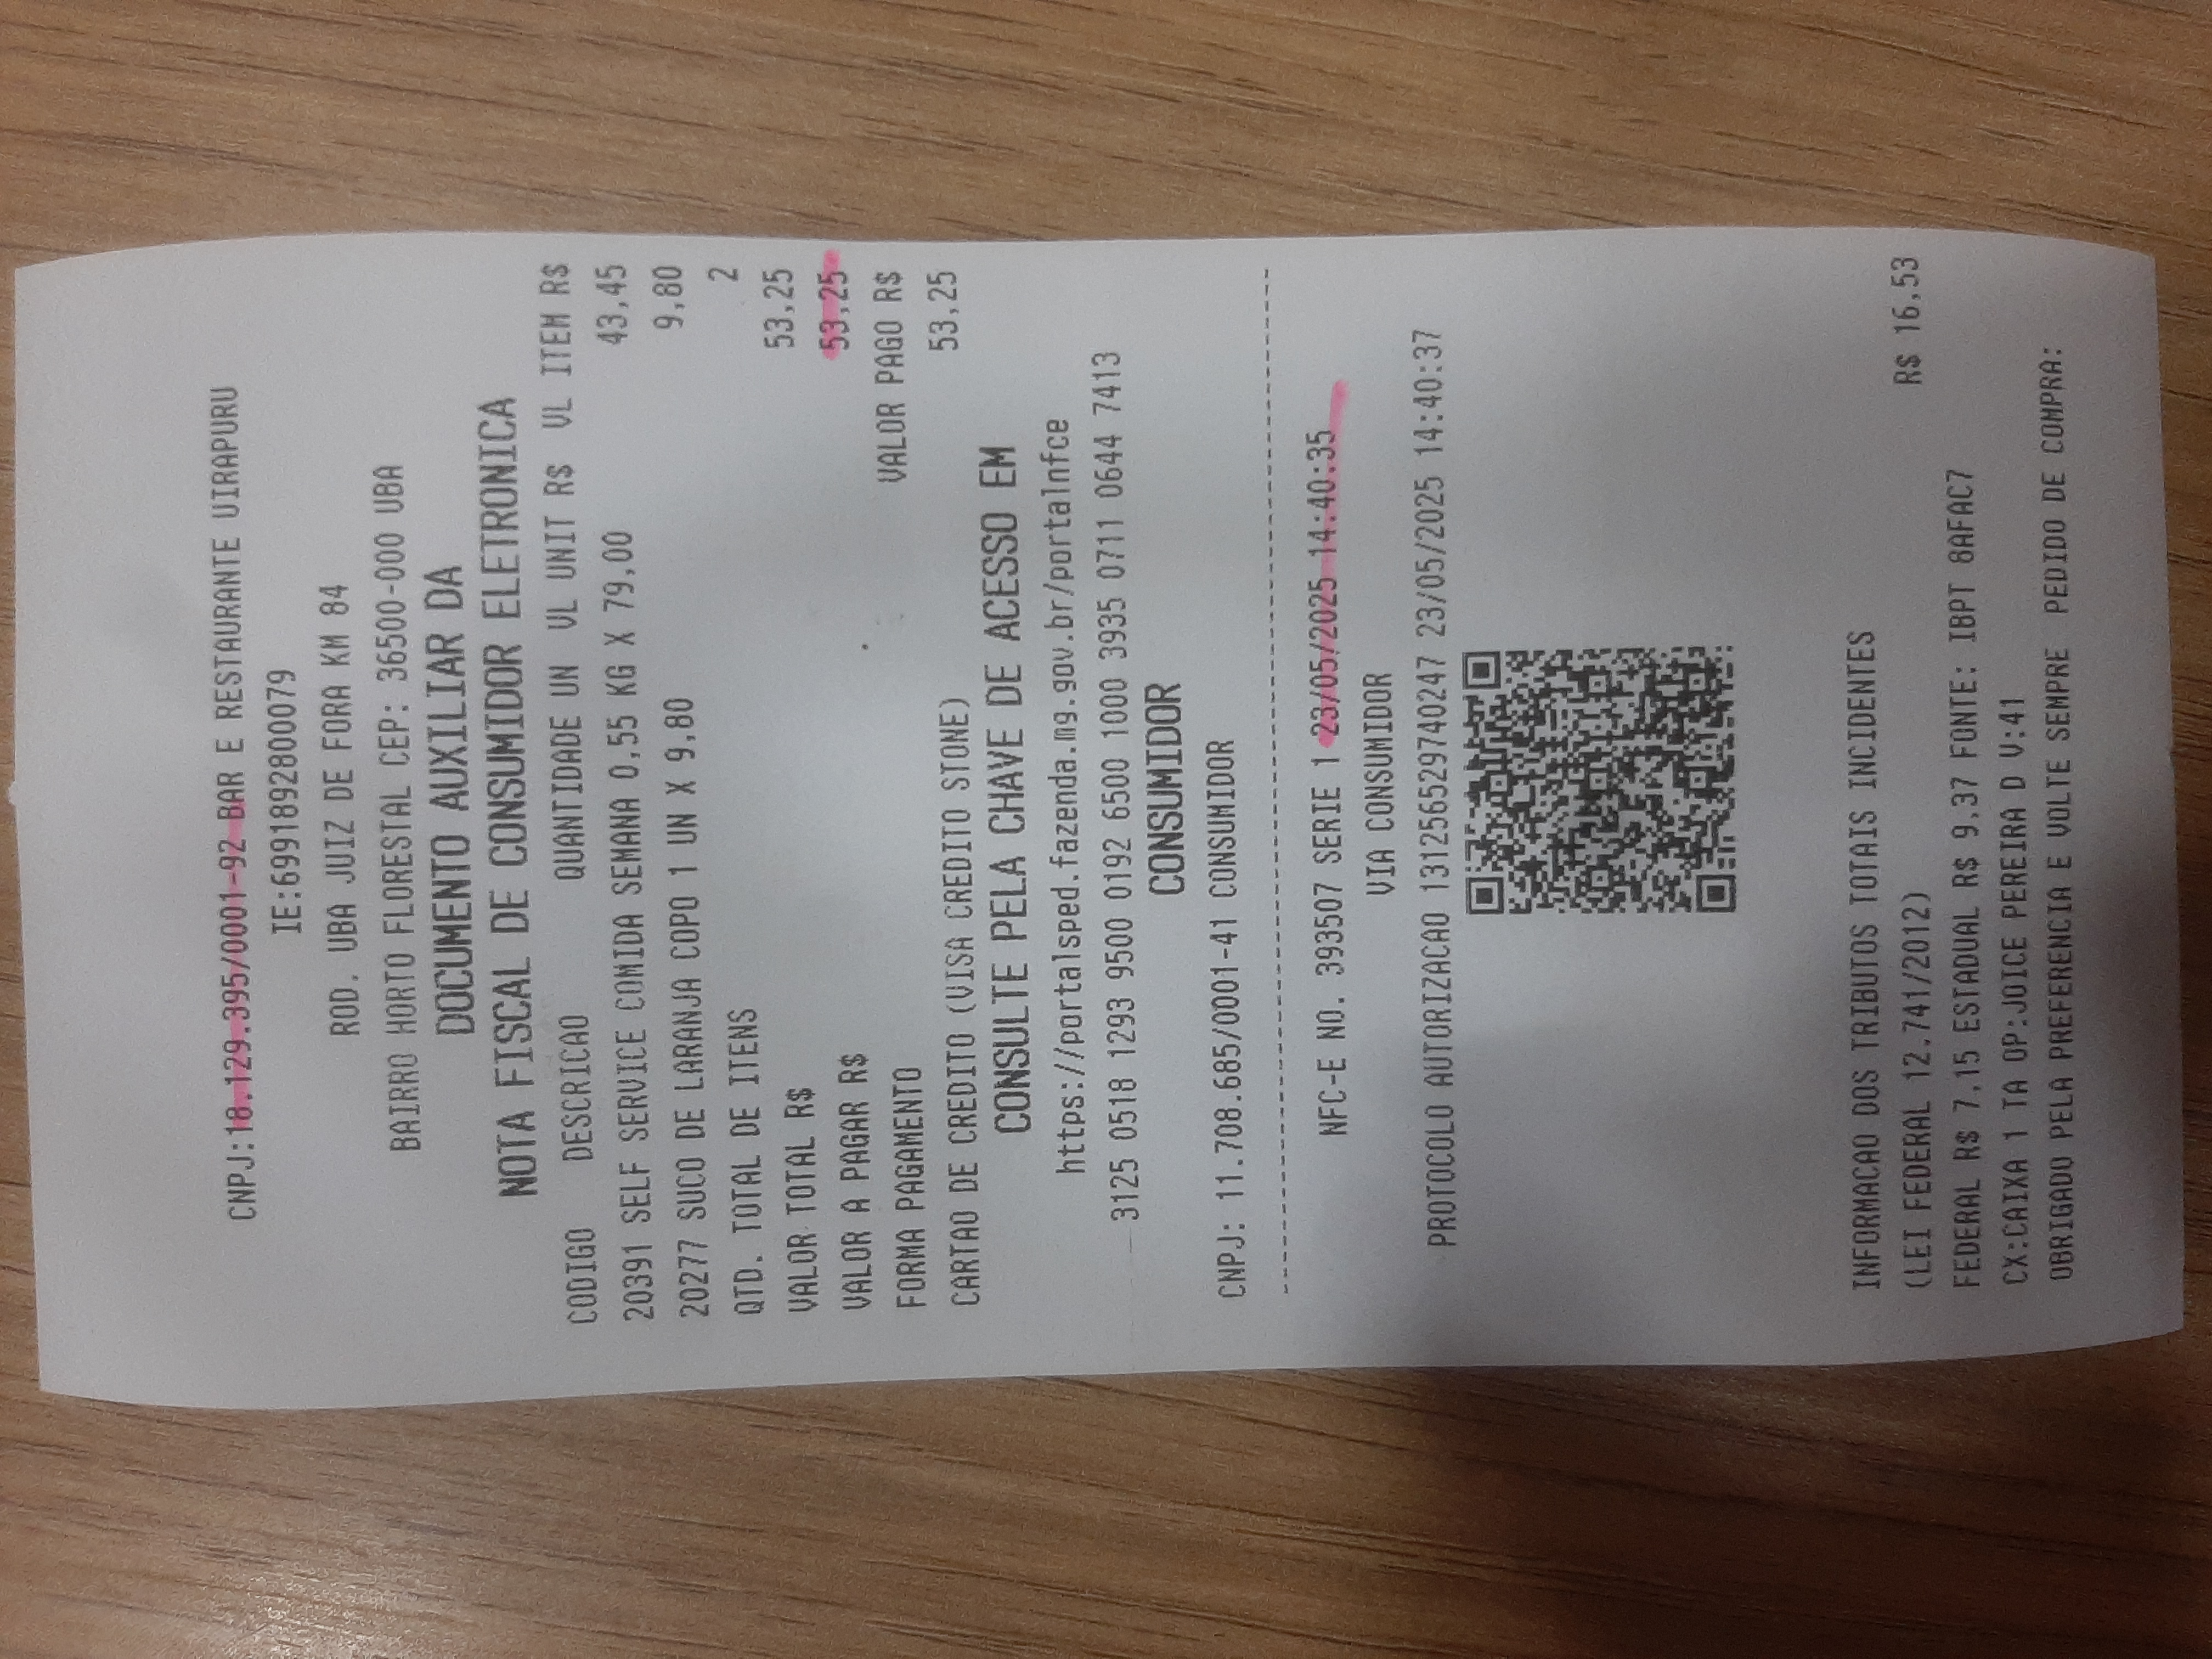 CNPJ:18.129.395/0001-92 BAR E RESTAURANTE UIRAPURU
IE:6991892800079
ROD. UBA JUIZ DE FORA KM 84
BAIRRO HORTO FLORESTAL CEP: 36500-000 UBA
DOCUMENTO AUXILIAR DA
NOTA FISCAL DE CONSUMIDOR ELETRONICA
CODIGO DESCRICAO QUANTIDADE UN VL UNIT R$ VL ITEM R$
20391 SELF SERVICE COMIDA SEMANA 0,55 KG X 79,00 43,45
20277 SUCO DE LARANJA COPO 1 UN X 9,80 9,80
QTD. TOTAL DE ITENS 2
VALOR TOTAL R$ 53,25
VALOR A PAGAR R$ 53,25
FORMA PAGAMENTO VALOR PAGO R$
CARTAO DE CREDITO (VISA CREDITO STONE) 53,25
CONSULTE PELA CHAVE DE ACESSO EM
https://portalsped.fazenda.mg.gov.br/portalnfce
3125 0518 1293 9500 0192 6500 1000 3935 0711 0644 7413
CONSUMIDOR
CNPJ: 11.708.685/0001-41 CONSUMIDOR
NFC-E NO. 393507 SERIE 1 23/05/2025 14:40:35
VIA CONSUMIDOR
PROTOCOLO AUTORIZACAO 131256529740247 23/05/2025 14:40:37
INFORMACAO DOS TRIBUTOS TOTAIS INCIDENTES
(LEI FEDERAL 12.741/2012) R$ 16,53
FEDERAL R$ 7,15 ESTADUAL R$ 9,37 FONTE: IBPT 8AFAC7
CX:CAIXA 1 TA OP:JOICE PEREIRA D V:41
OBRIGADO PELA PREFERENCIA E VOLTE SEMPRE PEDIDO DE COMPRA: